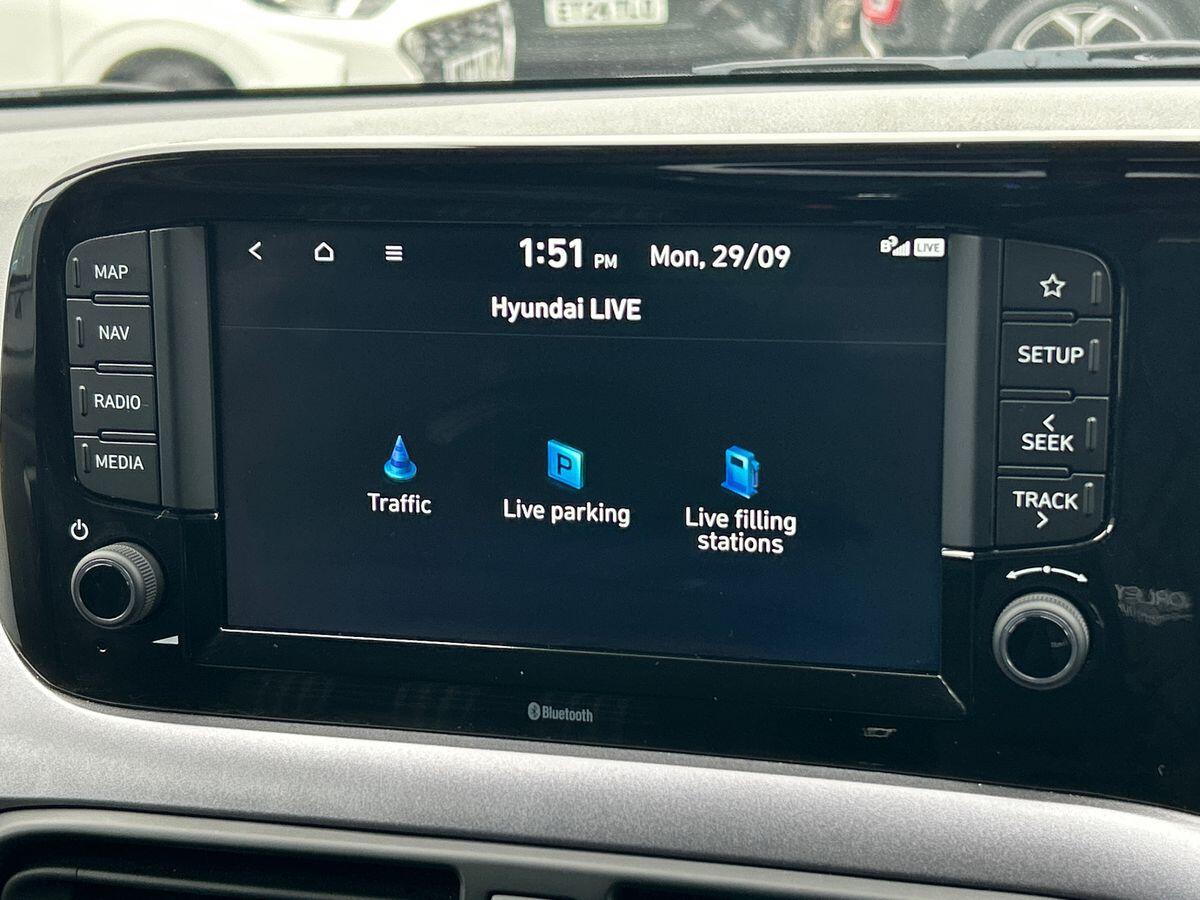 1:51 PM Mon, 29/09
LIVE
Hyundai LIVE
MAP
NAV
RADIO
MEDIA
Traffic
P
Live parking
Live filling
stations
SETUP
SEEK
TRACK
Bluetooth